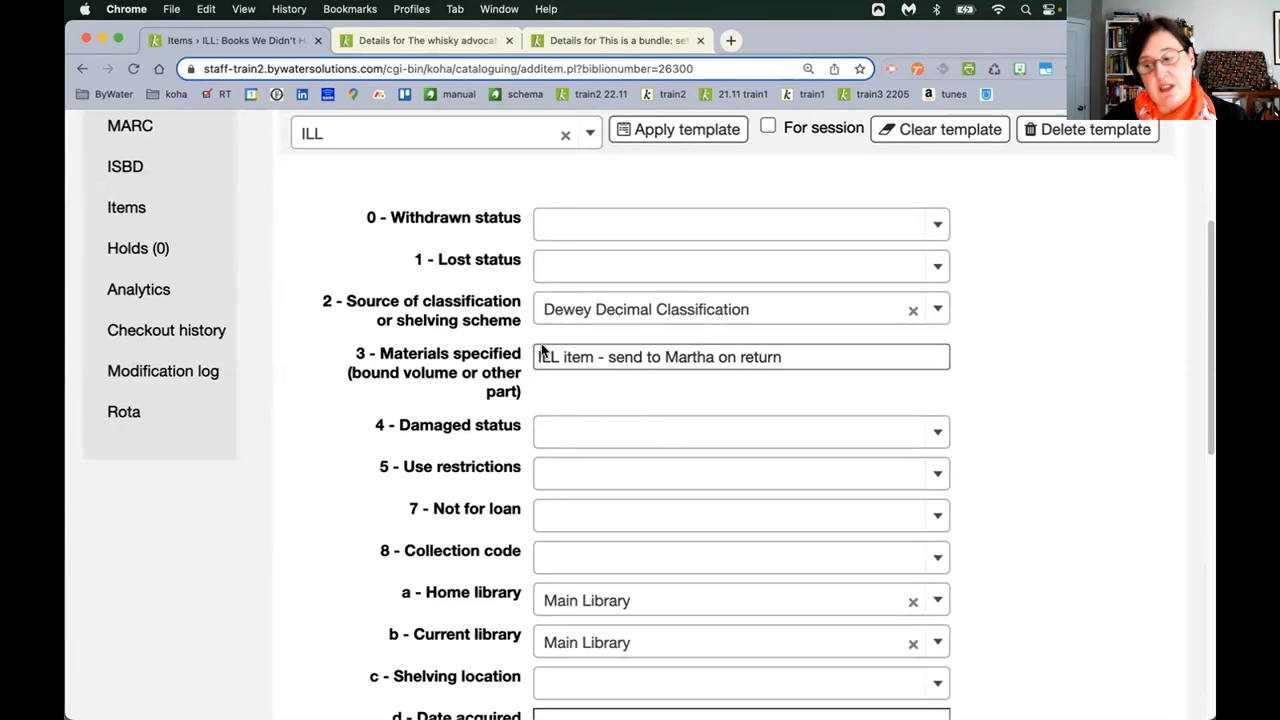 Chrome File Edit View History Bookmarks Profiles Tab Window Help
Items › ILL: Books We Didn't H
Details for The whisky advocat
Details for This is a bundle: se
staff-train2.bywatersolutions.com/cgi-bin/koha/cataloguing/additem.pl?biblionumber=26300
ByWater koha RT manual schema train2 22.11 train2 21.11 train1 train1 train3 2205 tunes
MARC
ISBD
Items
Holds (0)
Analytics
Checkout history
Modification log
Rota
ILL Apply template For session Clear template Delete template
0 - Withdrawn status
1 - Lost status
2 - Source of classification
or shelving scheme
Dewey Decimal Classification
3 - Materials specified
(bound volume or other
part)
ILL item - send to Martha on return
4 - Damaged status
5 - Use restrictions
7 - Not for loan
8 - Collection code
a - Home library Main Library
b - Current library Main Library
c - Shelving location
d - Date acquired